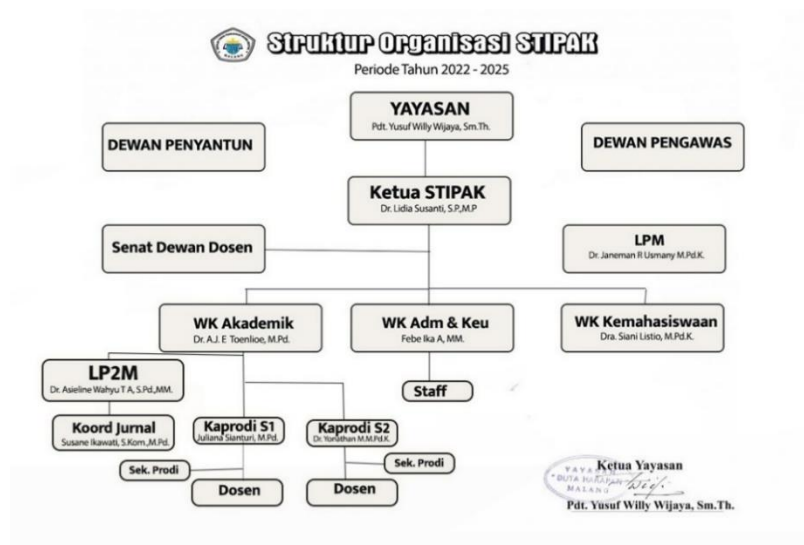 Struktur Organisasi STIPAK
Periode Tahun 2022 - 2025
YAYASAN
Pdt. Yusuf Willy Wijaya, Sm.Th.
DEWAN PENYANTUN
DEWAN PENGAWAS
Ketua STIPAK
Dr. Lidia Susanti, S.P.,M.P
Senat Dewan Dosen
LPM
Dr. Janeman R Usmany M.Pd.K.
WK Akademik
Dr. A.J. E Toenlioe, M.Pd.
WK Adm & Keu
Febe Ika A, MM.
WK Kemahasiswaan
Dra. Siani Listio, M.Pd.K.
LP2M
Dr. Asieline Wahyu T A, S.Pd.,MM.
Staff
Koord Jurnal
Susane Ikawati, S.Kom.,M.Pd.
Kaprodi S1
Juliana Sianturi, M.Pd.
Kaprodi S2
Dr. Yonathan M.M.Pd.K.
Sek. Prodi
Sek. Prodi
Dosen
Dosen
Ketua Yayasan
YAYASAN
MALANG
Pdt. Yusuf Willy Wijaya, Sm.Th.